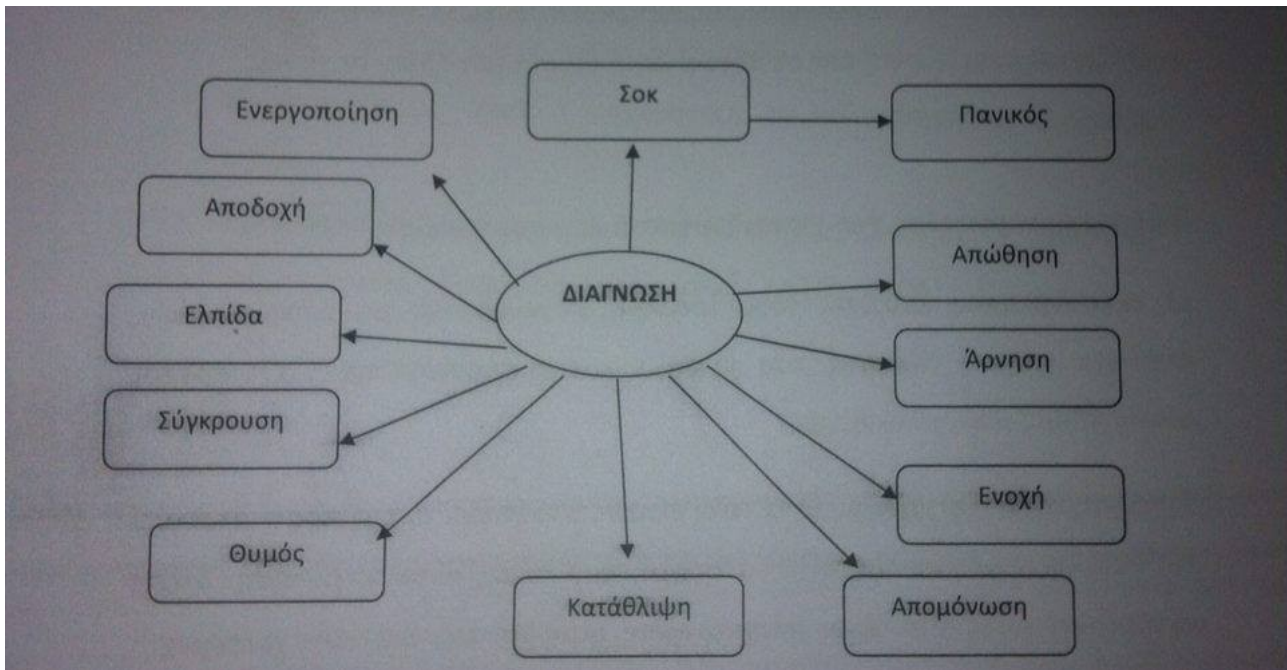 Σοκ
Ενεργοποίηση
Πανικός
Αποδοχή
Απώθηση
ΔΙΑΓΝΩΣΗ
Ελπίδα
Άρνηση
Σύγκρουση
Ενοχή
Θυμός
Κατάθλιψη
Απομόνωση